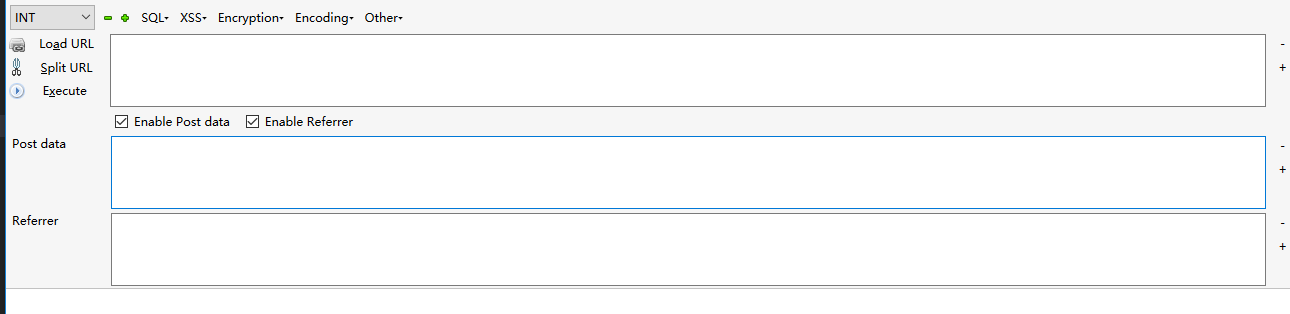 INT SQL XSS Encryption Encoding Other
Load URL -
Split URL +
Execute
Enable Post data Enable Referrer
Post data -
+
Referrer -
+